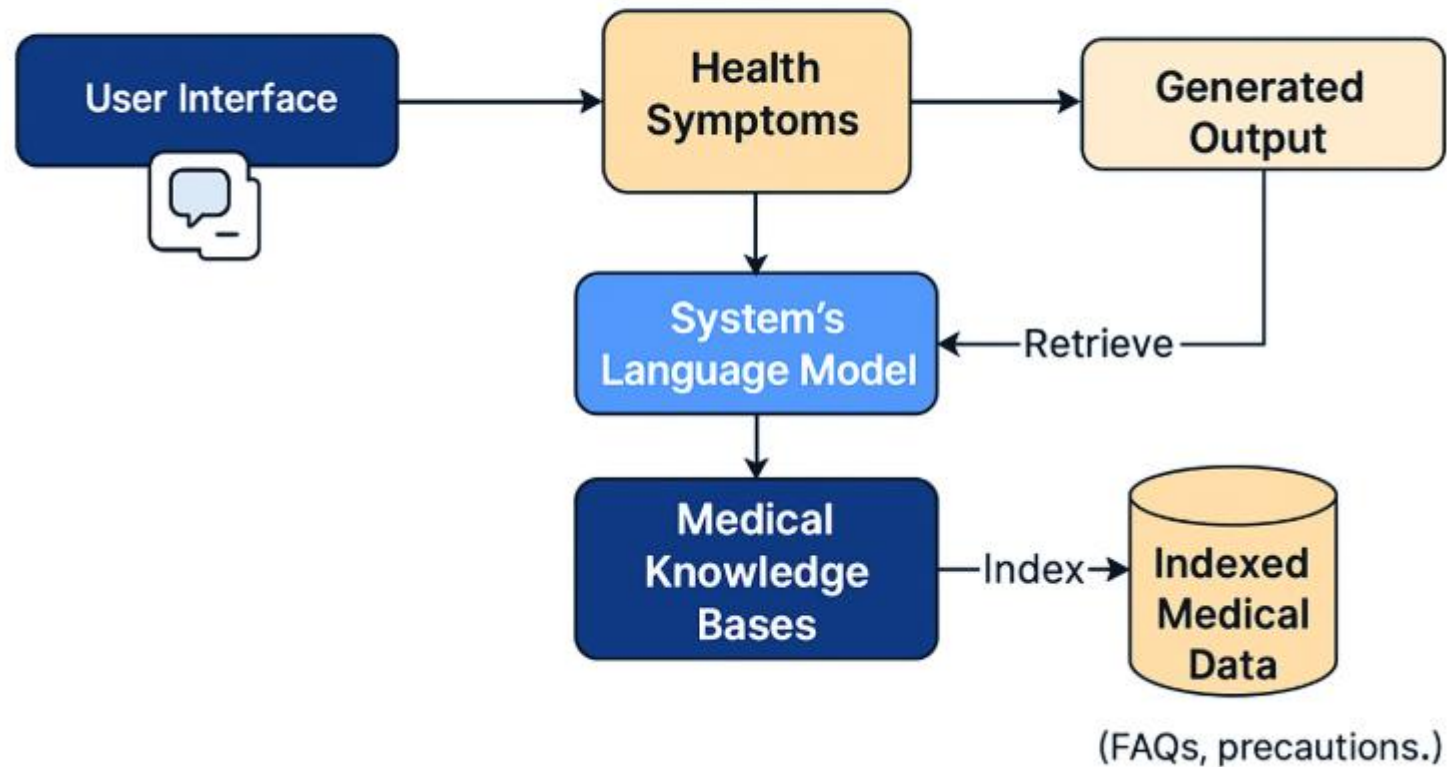 User Interface
Health
Symptoms
Generated
Output
System's
Language Model
Retrieve
Medical
Knowledge
Bases
Index
Indexed
Medical
Data
(FAQs, precautions.)